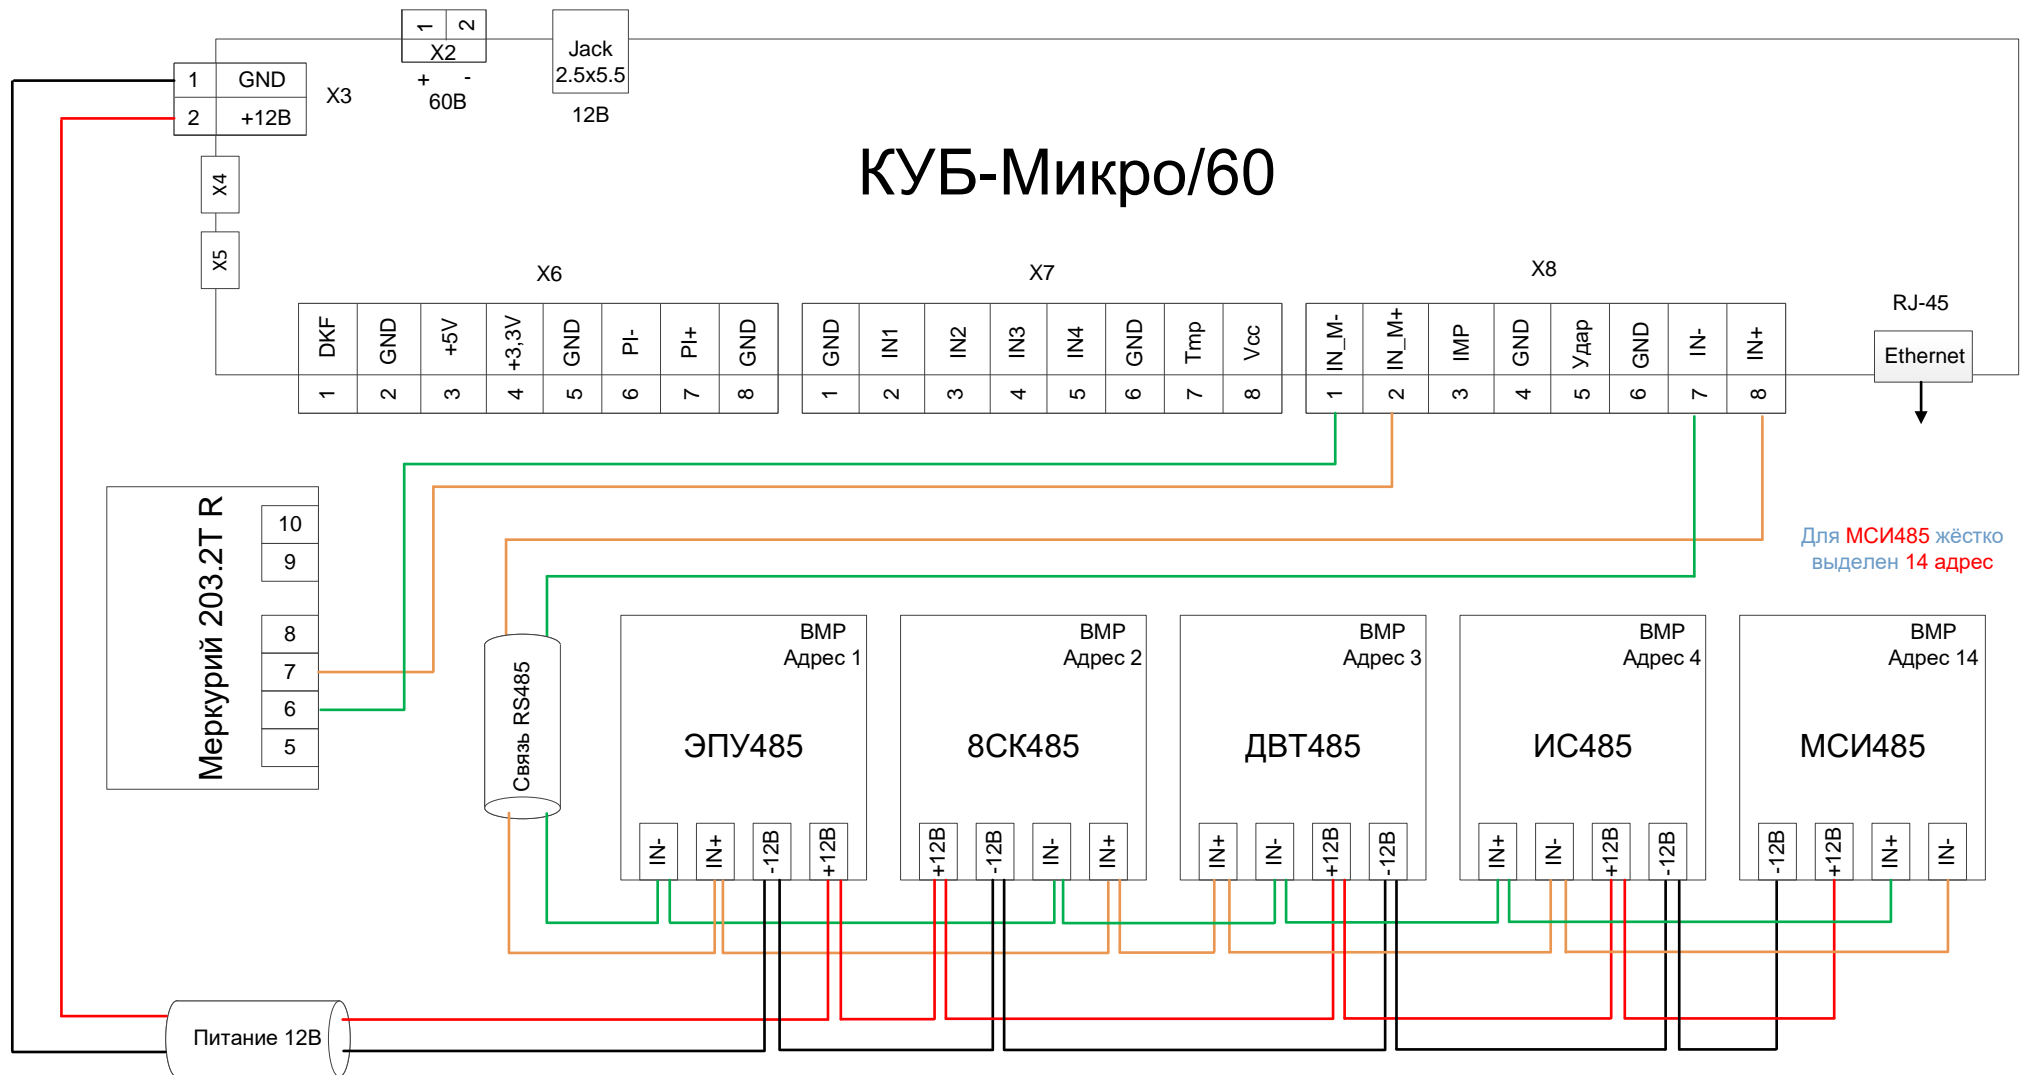 1
2
X2
+ -
60В
Jack
2.5x5.5
12В
1 GND
2 +12В
X3
X4
X5
КУБ-Микро/60
X6
X7
X8
RJ-45
DKF
GND
+5V
+3,3V
GND
PI-
PI+
GND
1
2
3
4
5
6
7
8
GND
IN1
IN2
IN3
IN4
GND
Tmp
Vcc
1
2
3
4
5
6
7
8
IN_M-
IN_M+
IMP
GND
Удар
GND
IN-
IN+
1
2
3
4
5
6
7
8
Ethernet
Меркурий 203.2Т R
10
9
8
7
6
5
Для МСИ485 жёстко
выделен 14 адрес
Связь RS485
ВМР
Адрес 1
ЭПУ485
IN-
IN+
-12В
+12В
ВМР
Адрес 2
8СК485
+12В
-12В
IN-
IN+
ВМР
Адрес 3
ДВТ485
IN+
IN-
+12В
-12В
ВМР
Адрес 4
ИС485
IN+
IN-
+12В
-12В
ВМР
Адрес 14
МСИ485
-12В
+12В
IN+
IN-
Питание 12В